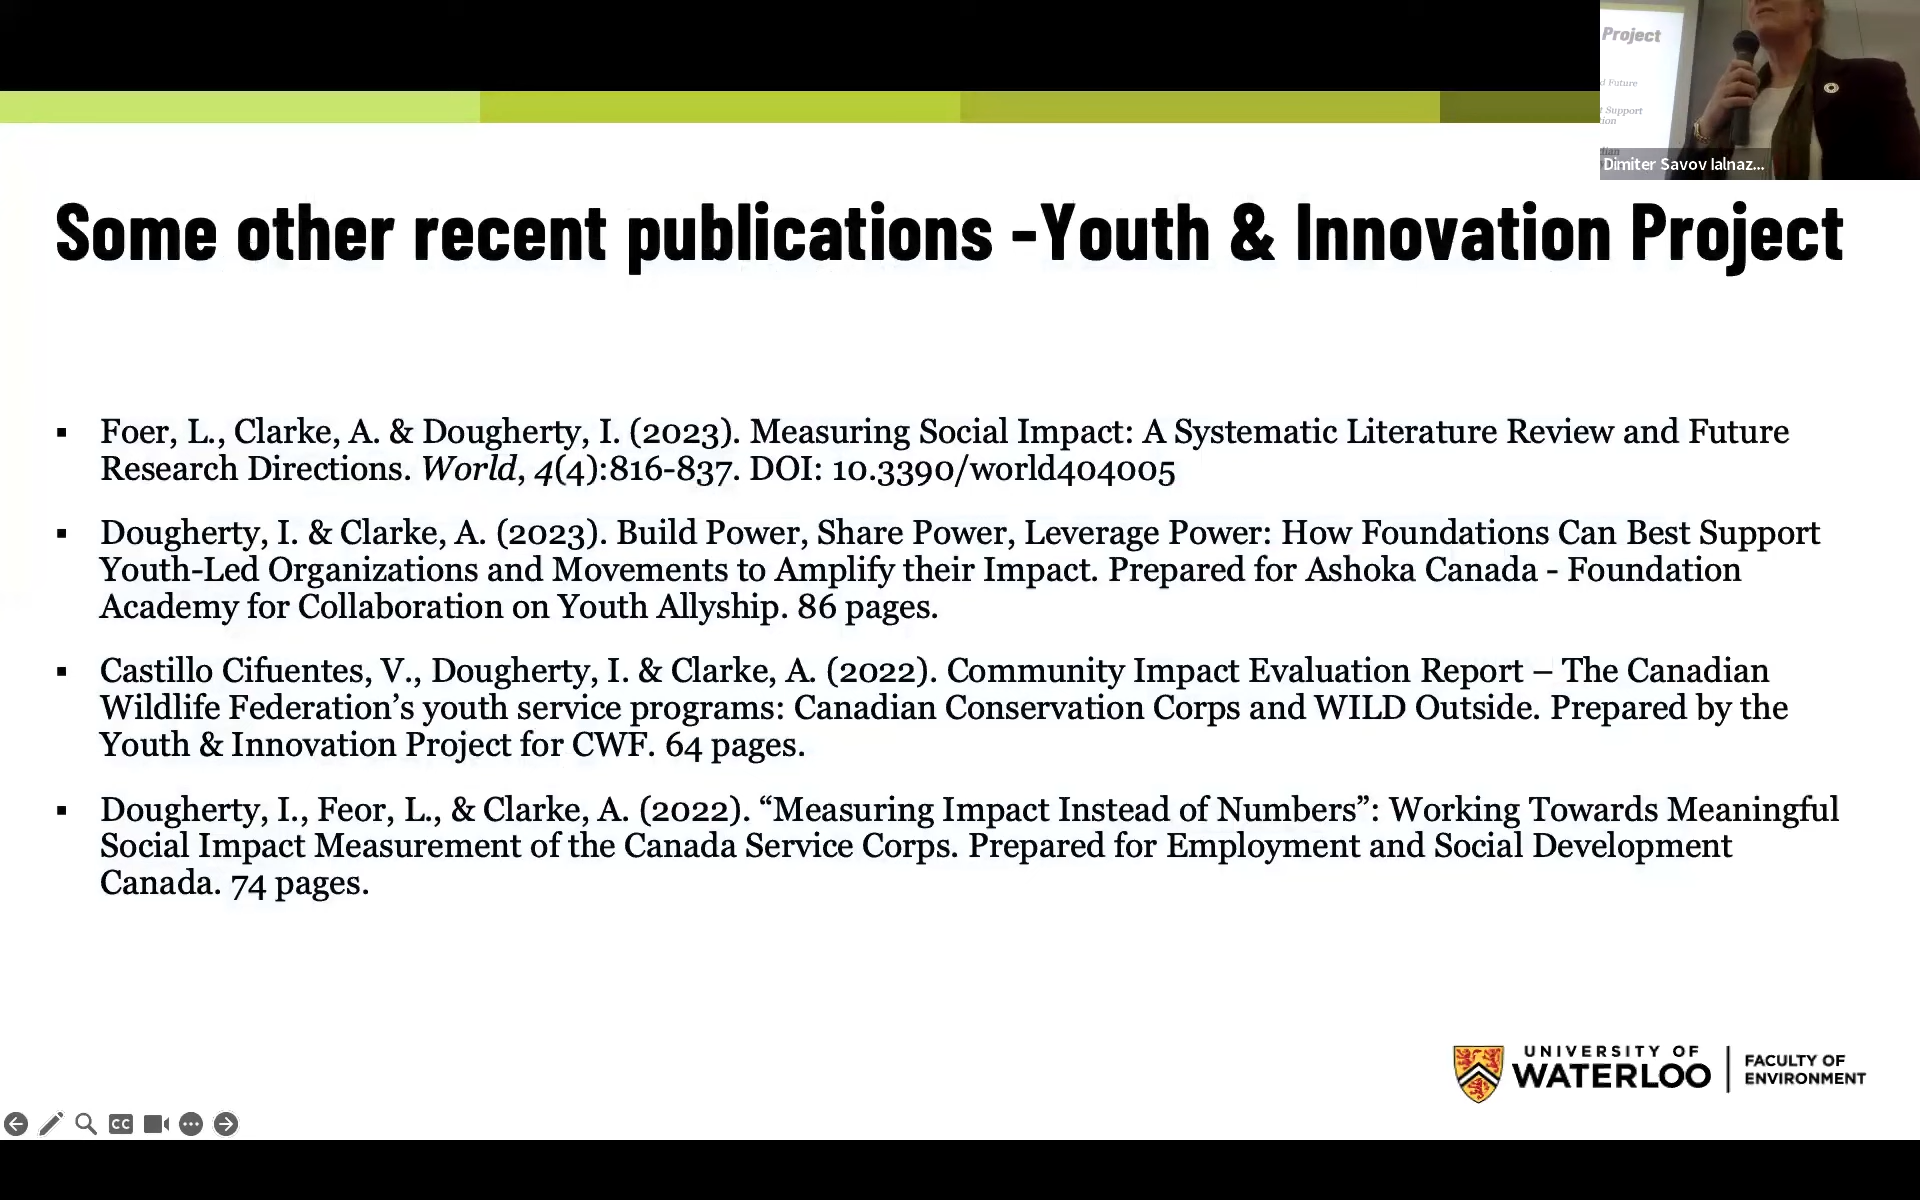 Project
d Future
t Support
tion
dian
Dimiter Savov Ialnaz...
Some other recent publications -Youth & Innovation Project
▪ Foer, L., Clarke, A. & Dougherty, I. (2023). Measuring Social Impact: A Systematic Literature Review and Future
Research Directions. World, 4(4):816-837. DOI: 10.3390/world404005
▪ Dougherty, I. & Clarke, A. (2023). Build Power, Share Power, Leverage Power: How Foundations Can Best Support
Youth-Led Organizations and Movements to Amplify their Impact. Prepared for Ashoka Canada - Foundation
Academy for Collaboration on Youth Allyship. 86 pages.
▪ Castillo Cifuentes, V., Dougherty, I. & Clarke, A. (2022). Community Impact Evaluation Report – The Canadian
Wildlife Federation’s youth service programs: Canadian Conservation Corps and WILD Outside. Prepared by the
Youth & Innovation Project for CWF. 64 pages.
▪ Dougherty, I., Feor, L., & Clarke, A. (2022). “Measuring Impact Instead of Numbers”: Working Towards Meaningful
Social Impact Measurement of the Canada Service Corps. Prepared for Employment and Social Development
Canada. 74 pages.
UNIVERSITY OF
WATERLOO
FACULTY OF
ENVIRONMENT
CC